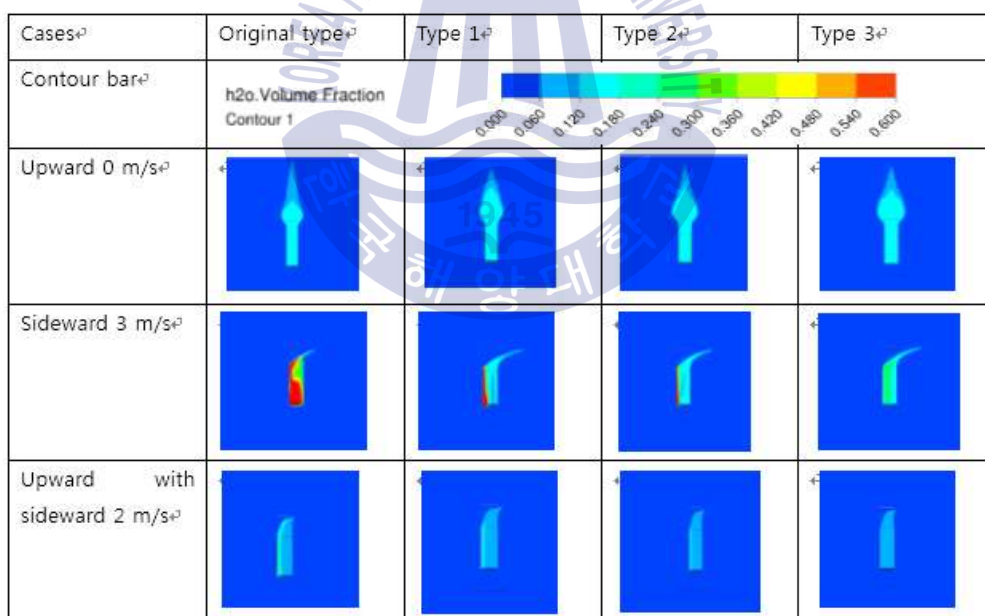 Cases Original type Type 1 Type 2 Type 3
Contour bar
h2o.Volume Fraction
Contour 1
0.000 0.060 0.120 0.180 0.240 0.300 0.360 0.420 0.480 0.540 0.600
Upward 0 m/s
1945
Sideward 3 m/s
Upward with
sideward 2 m/s